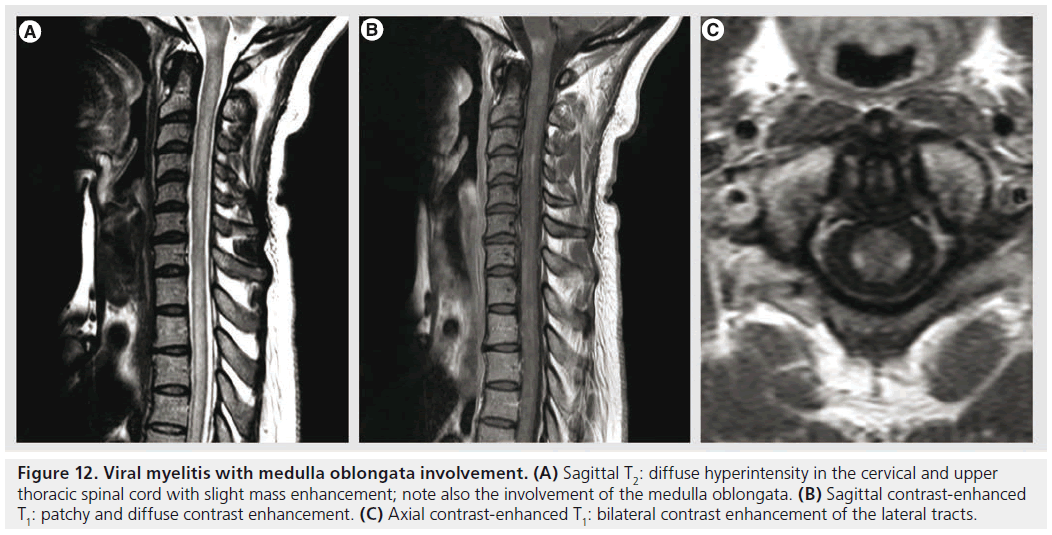 A
B
C
Figure 12. Viral myelitis with medulla oblongata involvement. (A) Sagittal T2: diffuse hyperintensity in the cervical and upper
thoracic spinal cord with slight mass enhancement; note also the involvement of the medulla oblongata. (B) Sagittal contrast-enhanced
T1: patchy and diffuse contrast enhancement. (C) Axial contrast-enhanced T1: bilateral contrast enhancement of the lateral tracts.